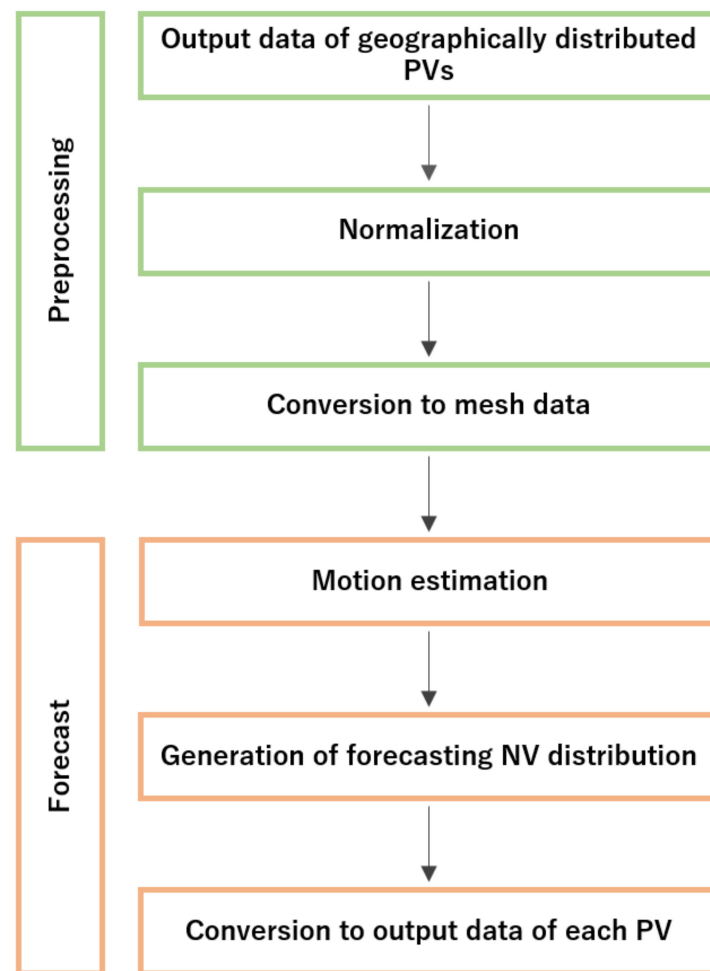 Preprocessing
Output data of geographically distributed
PVs
Normalization
Conversion to mesh data
Forecast
Motion estimation
Generation of forecasting NV distribution
Conversion to output data of each PV